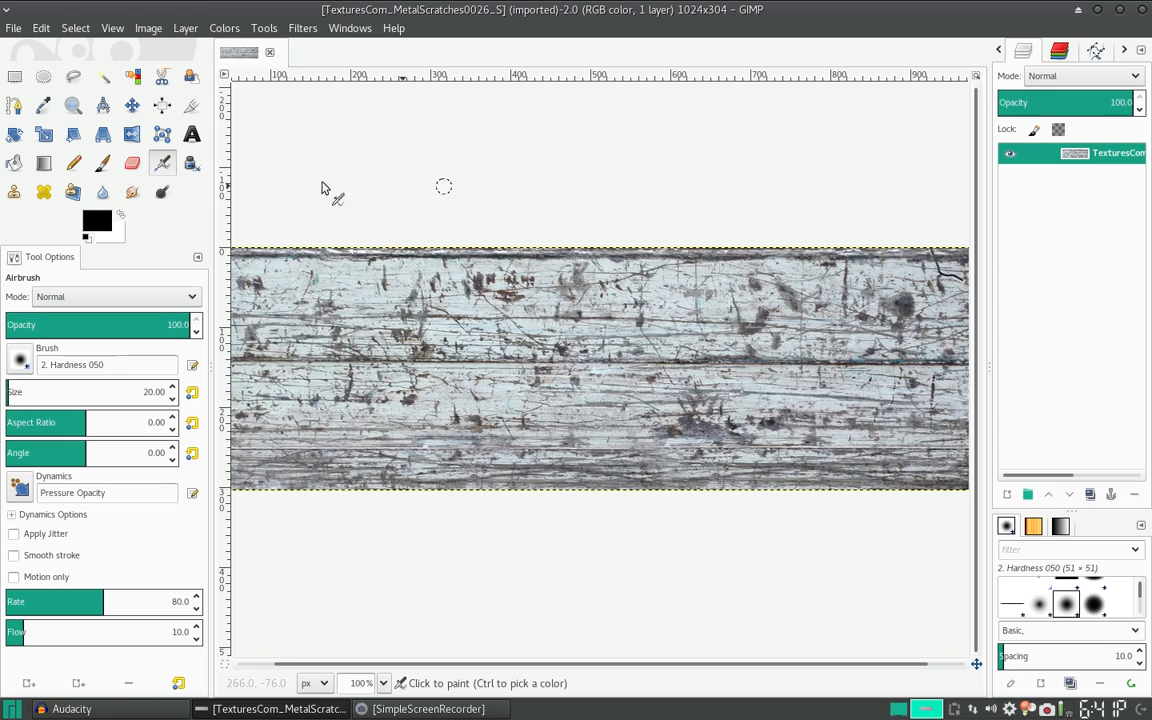 [TexturesCom_MetalScratches0026_S] (imported)-2.0 (RGB color, 1 layer) 1024x304 – GIMP
File Edit Select View Image Layer Colors Tools Filters Windows Help
100 200 300 400 500 600 700 800 900
Mode: Normal
Opacity 100.0
Lock:
TexturesCom
Tool Options
Airbrush
Mode: Normal
Opacity 100.0
Brush
2. Hardness 050
Size 20.00
Aspect Ratio 0.00
Angle 0.00
Dynamics
Pressure Opacity
Dynamics Options
Apply Jitter
Smooth stroke
Motion only
Rate 80.0
Flow 10.0
filter
2. Hardness 050 (51 × 51)
Basic,
Spacing 10.0
266.0, -76.0 px 100% Click to paint (Ctrl to pick a color)
Audacity [TexturesCom_MetalScratc... [SimpleScreenRecorder] 6:41P